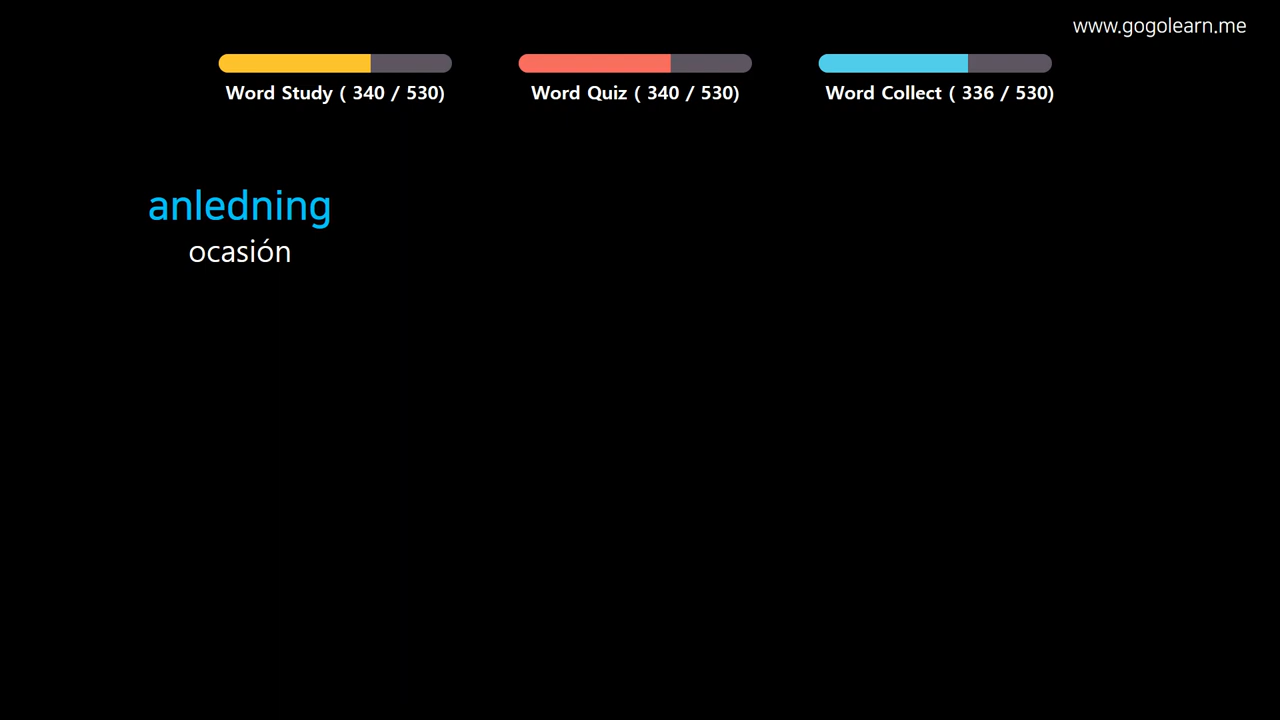 www.gogolearn.me
Word Study ( 340 / 530)
Word Quiz ( 340 / 530)
Word Collect ( 336 / 530)
anledning
ocasión